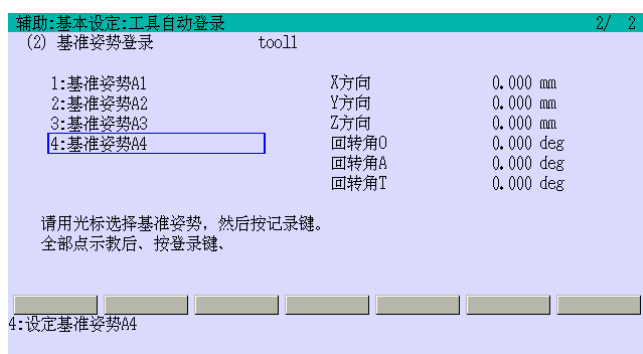 辅助:基本设定:工具自动登录 2/ 2
(2) 基准姿势登录 tool1
1:基准姿势A1 X方向 0.000 mm
2:基准姿势A2 Y方向 0.000 mm
3:基准姿势A3 Z方向 0.000 mm
4:基准姿势A4 回转角O 0.000 deg
回转角A 0.000 deg
回转角T 0.000 deg
请用光标选择基准姿势，然后按记录键。
全部点示教后、按登录键、
4:设定基准姿势A4